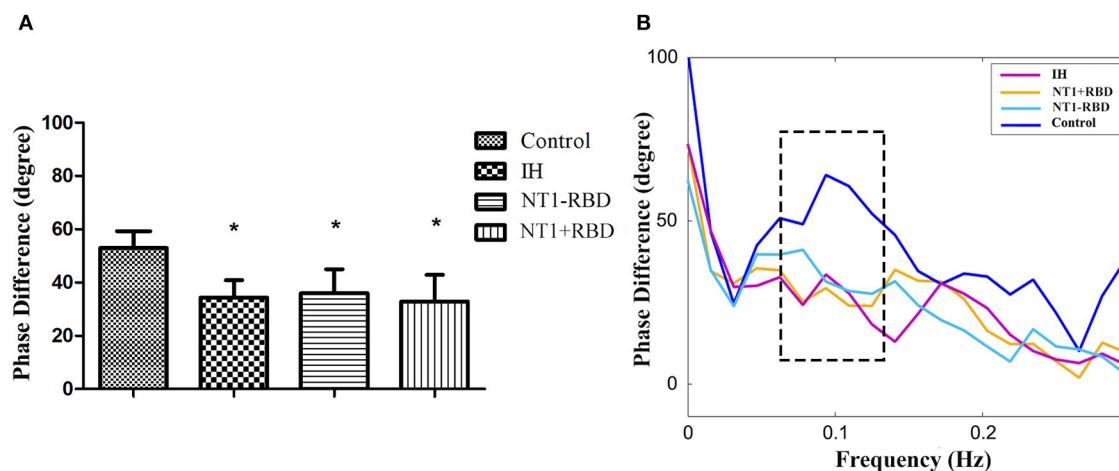 A
Phase Difference (degree)
100
80
60
40
20
0
*
*
*
Control
IH
NT1-RBD
NT1+RBD
B
Phase Difference (degree)
100
50
0
0
0.1
0.2
Frequency (Hz)
IH
NT1+RBD
NT1-RBD
Control